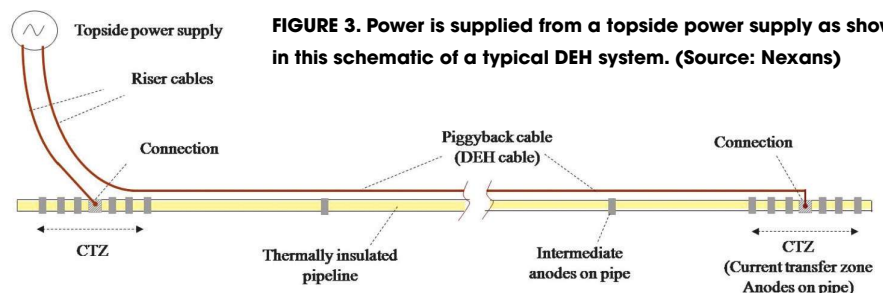 Topside power supply
FIGURE 3. Power is supplied from a topside power supply as
in this schematic of a typical DEH system. (Source: Nexans)
Riser cables
Connection
Piggyback cable
(DEH cable)
Connection
CTZ
Thermally insulated
pipeline
Intermediate
anodes on pipe
CTZ
(Current transfer zone
Anodes on pipe)